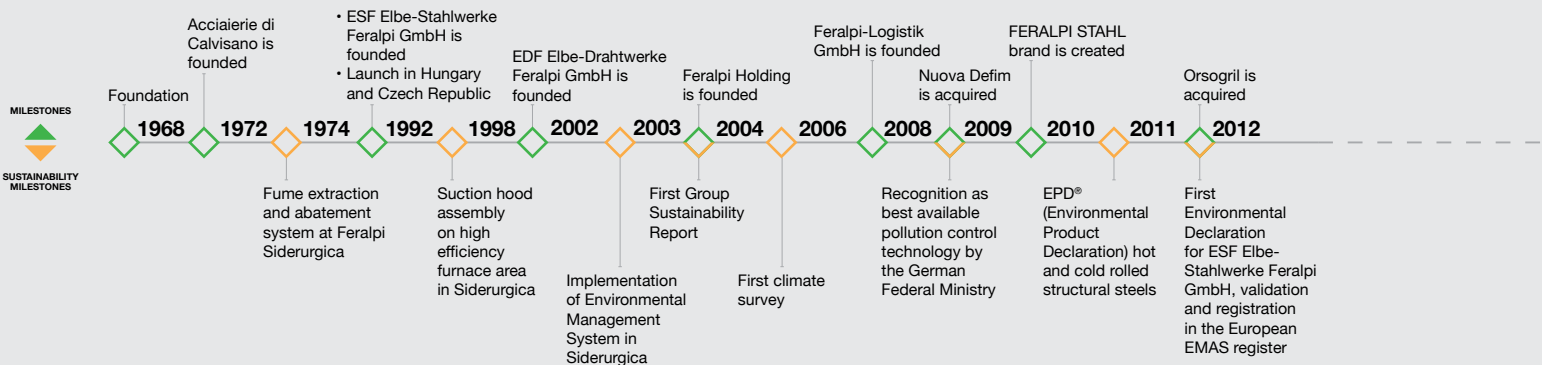 MILESTONES
SUSTAINABILITY
MILESTONES
Foundation
1968
Acciaierie di
Calvisano is
founded
1972
1974
Fume extraction
and abatement
system at Feralpi
Siderurgica
• ESF Elbe-Stahlwerke
Feralpi GmbH is
founded
• Launch in Hungary
and Czech Republic
1992
1998
Suction hood
assembly
on high
efficiency
furnace area
in Siderurgica
EDF Elbe-Drahtwerke
Feralpi GmbH is
founded
2002
2003
Implementation
of Environmental
Management
System in
Siderurgica
Feralpi Holding
is founded
2004
First Group
Sustainability
Report
2006
First climate
survey
Feralpi-Logistik
GmbH is founded
2008
Nuova Defim
is acquired
2009
Recognition as
best available
pollution control
technology by
the German
Federal Ministry
FERALPI STAHL
brand is created
2010
2011
EPD®
(Environmental
Product
Declaration) hot
and cold rolled
structural steels
Orsogril is
acquired
2012
First
Environmental
Declaration
for ESF Elbe-
Stahlwerke Feralpi
GmbH, validation
and registration
in the European
EMAS register